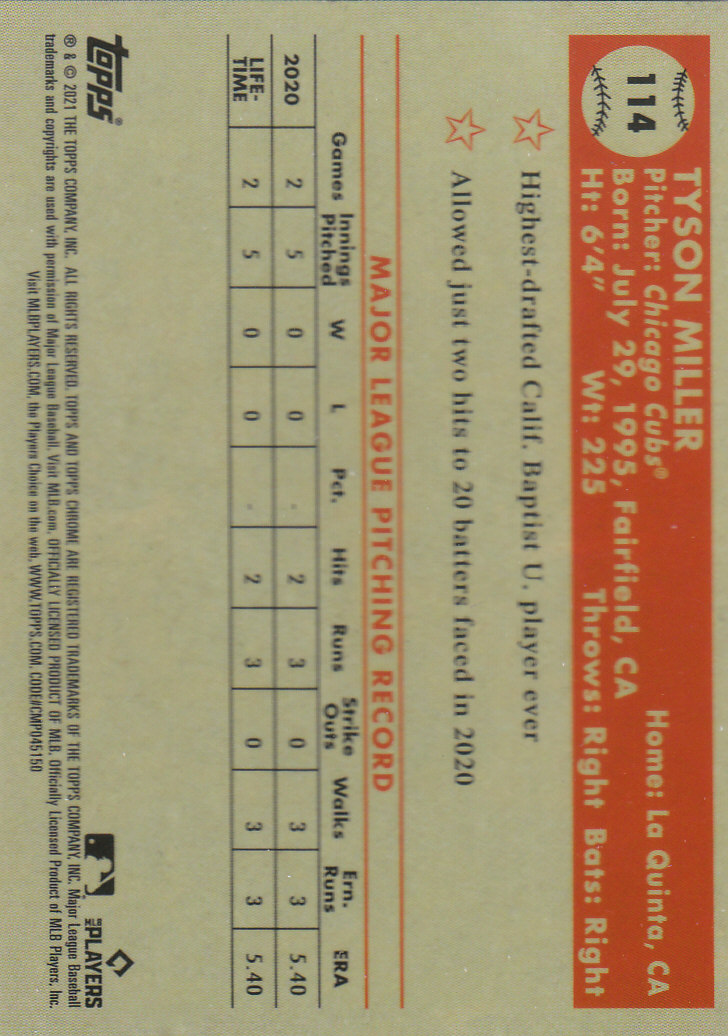 114
TYSON MILLER
Pitcher: Chicago Cubs® Home: La Quinta, CA
Born: July 29, 1995, Fairfield, CA
Ht: 6'4" Wt: 225 Throws: Right Bats: Right
Highest-drafted Calif. Baptist U. player ever
Allowed just two hits to 20 batters faced in 2020
MAJOR LEAGUE PITCHING RECORD
Games Innings Pitched W L Pct. Hits Runs Strike Outs Walks Ern. Runs ERA
2020 2 5 0 0 - 2 3 0 3 3 5.40
LIFE-TIME 2 5 0 0 - 2 3 0 3 3 5.40
topps®
MLB PLAYERS
® & © 2021 THE TOPPS COMPANY, INC. ALL RIGHTS RESERVED. TOPPS AND TOPPS CHROME ARE REGISTERED TRADEMARKS OF THE TOPPS COMPANY, INC. Major League Baseball
trademarks and copyrights are used with permission of Major League Baseball. Visit MLB.com. OFFICIALLY LICENSED PRODUCT OF MLB. Officially Licensed Product of MLB Players, Inc.
Visit MLBPLAYERS.COM, the Players Choice on the web. WWW.TOPPS.COM. CODE#CMP045150